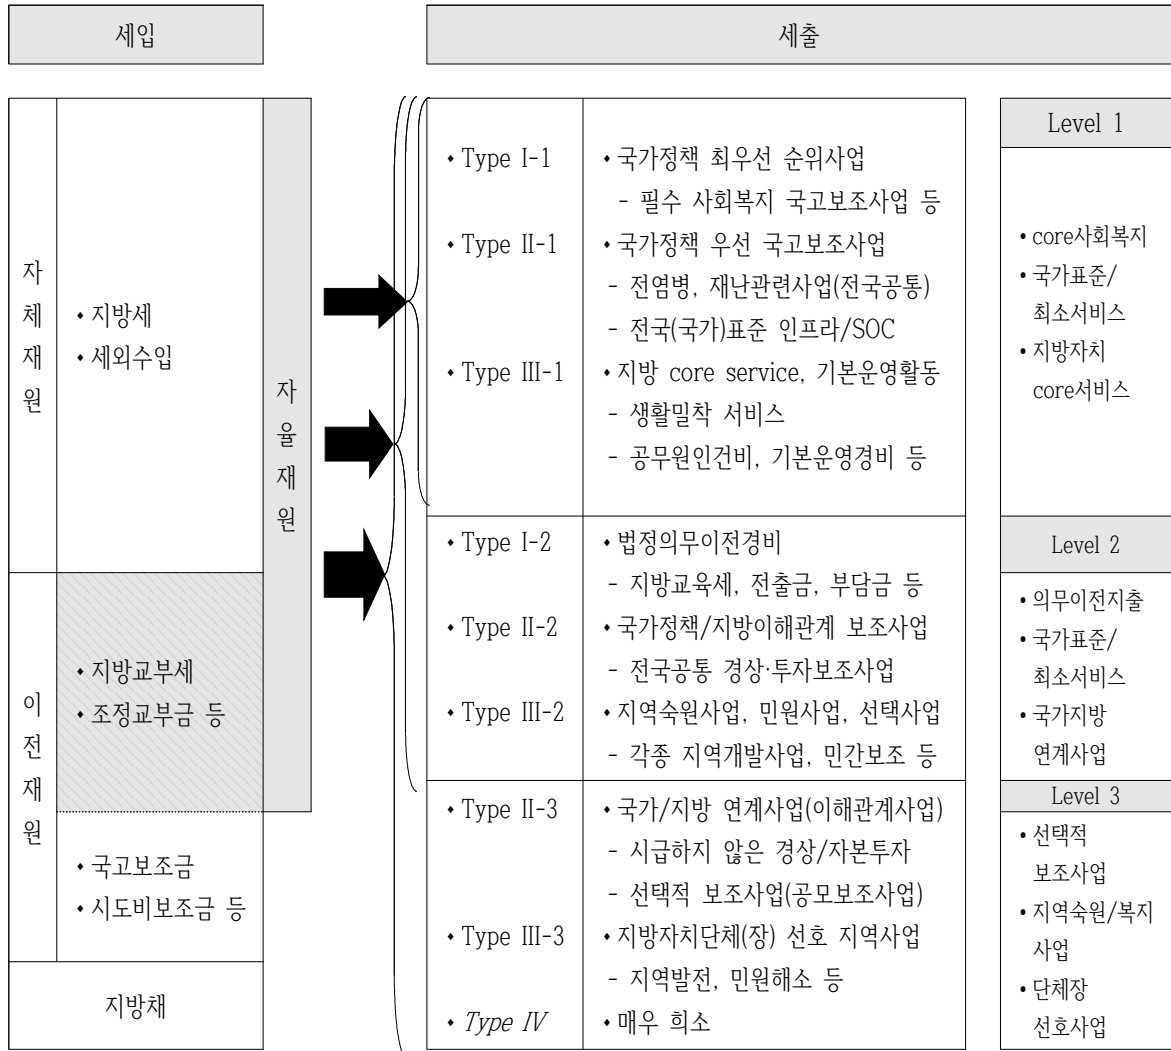 세입
세출
자체재원
• 지방세
• 세외수입
자율재원
이전재원
• 지방교부세
• 조정교부금 등
• 국고보조금
• 시도비보조금 등
지방채
• Type I-1 • 국가정책 최우선 순위사업
- 필수 사회복지 국고보조사업 등
• Type II-1 • 국가정책 우선 국고보조사업
- 전염병, 재난관련사업(전국공통)
- 전국(국가)표준 인프라/SOC
• Type III-1 • 지방 core service, 기본운영활동
- 생활밀착 서비스
- 공무원인건비, 기본운영경비 등
• Type I-2 • 법정의무이전경비
- 지방교육세, 전출금, 부담금 등
• Type II-2 • 국가정책/지방이해관계 보조사업
- 전국공통 경상·투자보조사업
• Type III-2 • 지역숙원사업, 민원사업, 선택사업
- 각종 지역개발사업, 민간보조 등
• Type II-3 • 국가/지방 연계사업(이해관계사업)
- 시급하지 않은 경상/자본투자
- 선택적 보조사업(공모보조사업)
• Type III-3 • 지방자치단체(장) 선호 지역사업
- 지역발전, 민원해소 등
• Type IV • 매우 희소
Level 1
• core사회복지
• 국가표준/
최소서비스
• 지방자치
core서비스
Level 2
• 의무이전지출
• 국가표준/
최소서비스
• 국가지방
연계사업
Level 3
• 선택적
보조사업
• 지역숙원/복지
사업
• 단체장
선호사업